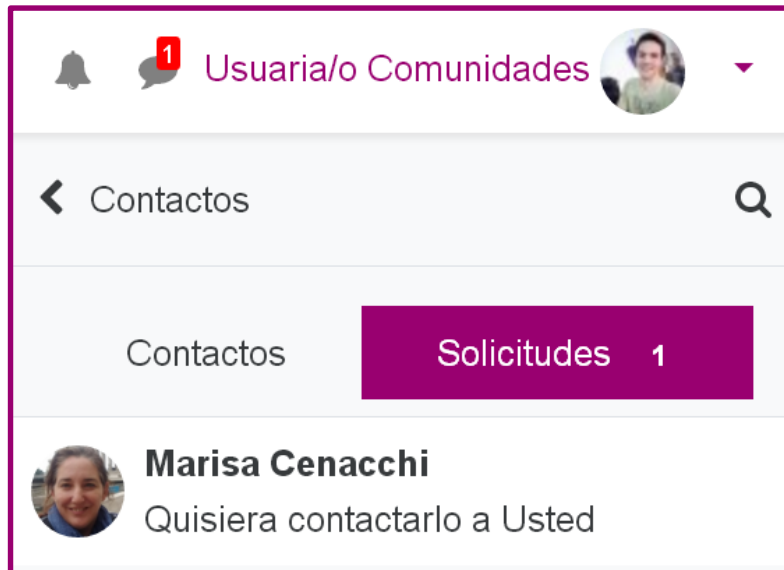 1
Usuaria/o Comunidades
Contactos
Contactos
Solicitudes 1
Marisa Cenacchi
Quisiera contactarlo a Usted